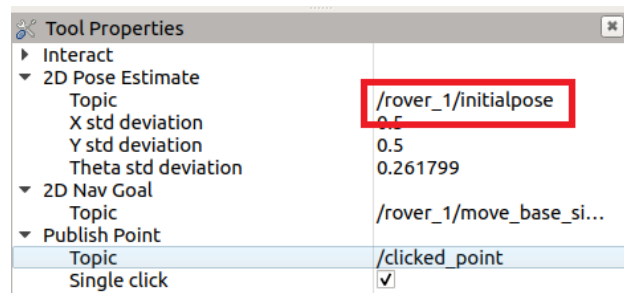 Tool Properties
Interact
2D Pose Estimate
Topic /rover_1/initialpose
X std deviation 0.5
Y std deviation 0.5
Theta std deviation 0.261799
2D Nav Goal
Topic /rover_1/move_base_si...
Publish Point
Topic /clicked_point
Single click